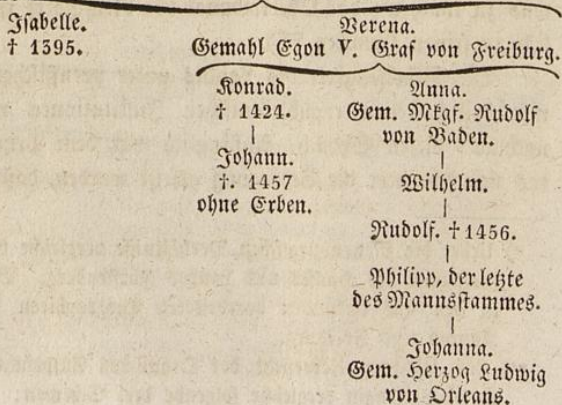 Isabelle.
† 1395.
Verena.
Gemahl Egon V. Graf von Freiburg.
Konrad.
† 1424.
Johann.
†. 1457
ohne Erben.
Anna.
Gem. Mkgf. Rudolf
von Baden.
Wilhelm.
Rudolf. † 1456.
Philipp, der letzte
des Mannsstammes.
Johanna.
Gem. Herzog Ludwig
von Orleans.